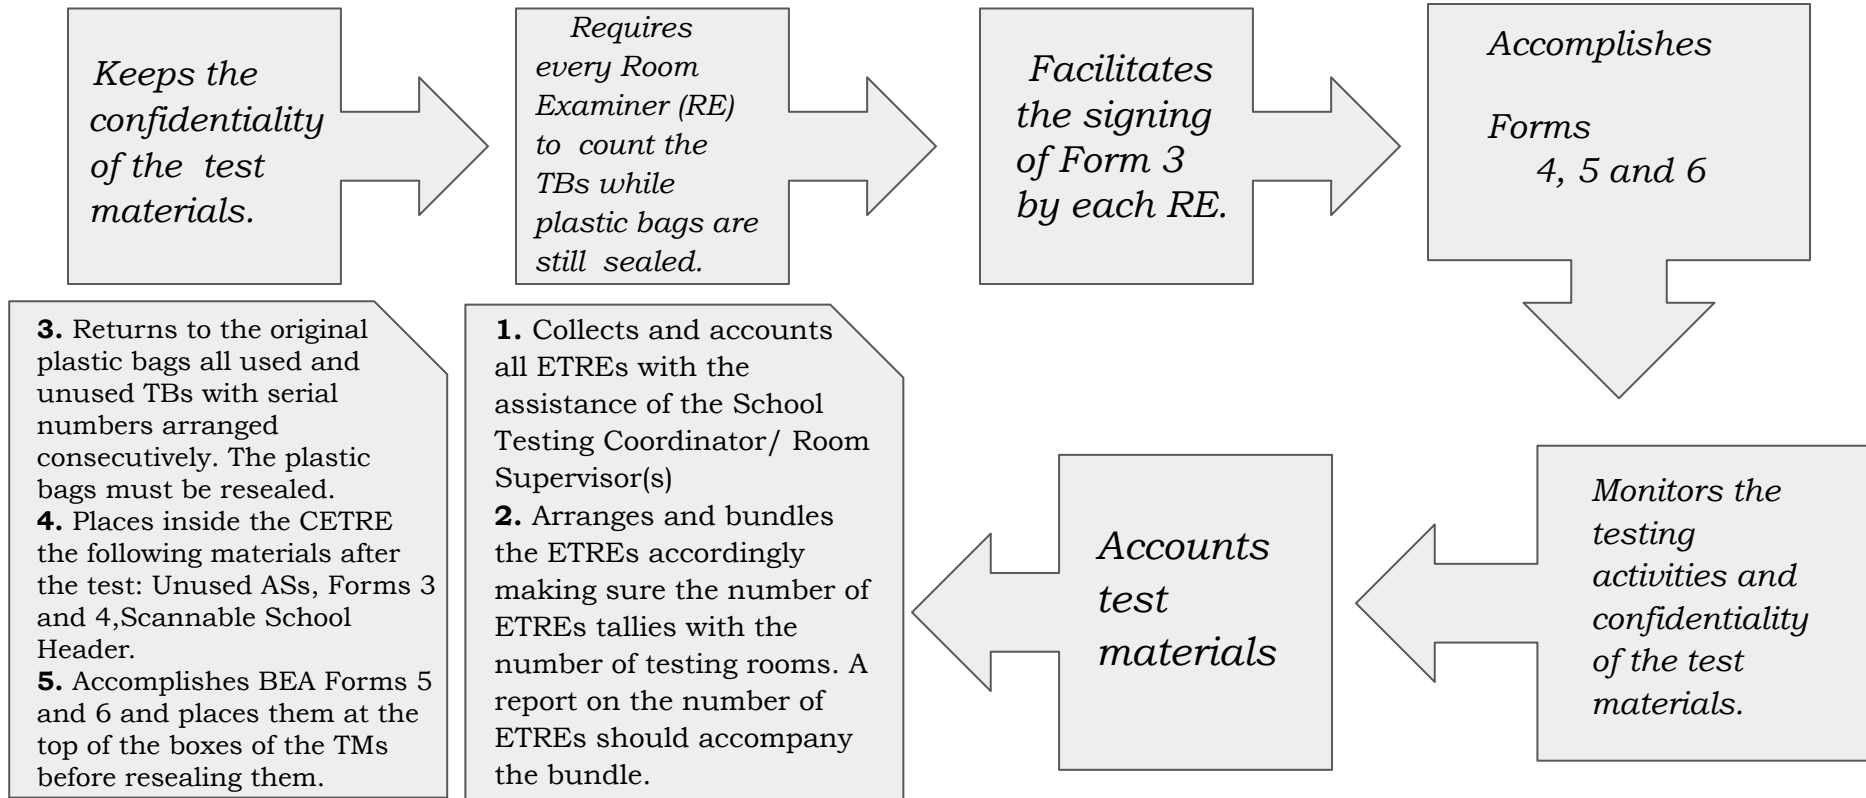 Keeps the
confidentiality
of the test
materials.
Requires
every Room
Examiner (RE)
to count the
TBs while
plastic bags are
still sealed.
Facilitates
the signing
of Form 3
by each RE.
Accomplishes
Forms
4, 5 and 6
Monitors the
testing
activities and
confidentiality
of the test
materials.
Accounts
test
materials
1. Collects and accounts
all ETREs with the
assistance of the School
Testing Coordinator/ Room
Supervisor(s)
2. Arranges and bundles
the ETREs accordingly
making sure the number of
ETREs tallies with the
number of testing rooms. A
report on the number of
ETREs should accompany
the bundle.
3. Returns to the original
plastic bags all used and
unused TBs with serial
numbers arranged
consecutively. The plastic
bags must be resealed.
4. Places inside the CETRE
the following materials after
the test: Unused ASs, Forms 3
and 4,Scannable School
Header.
5. Accomplishes BEA Forms 5
and 6 and places them at the
top of the boxes of the TMs
before resealing them.